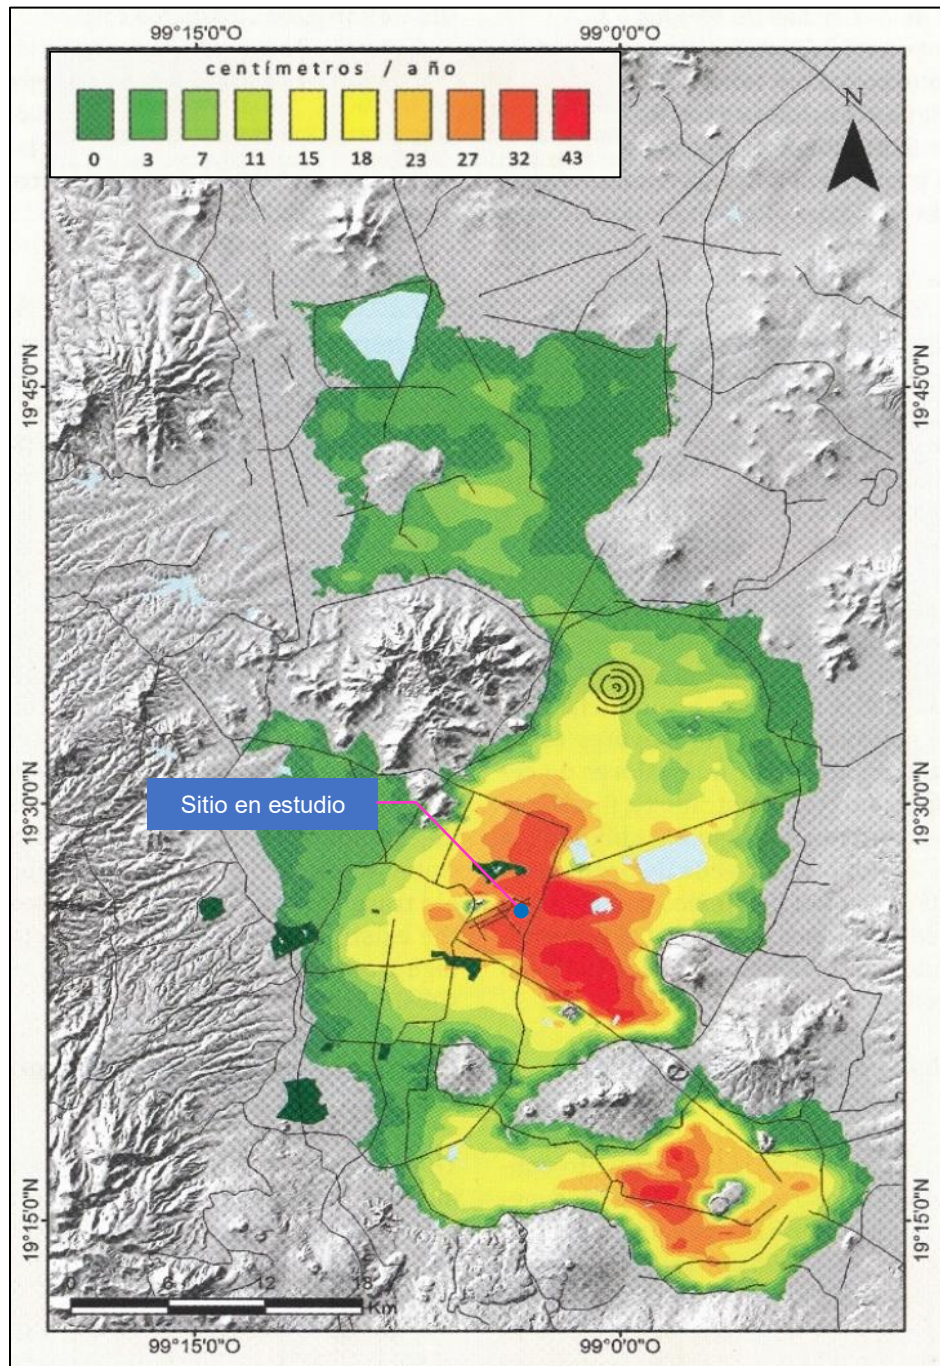 99°15'0"O 99°0'0"O
centímetros / año
0 3 7 11 15 18 23 27 32 43
N
19°45'0"N 19°45'0"N
19°30'0"N 19°30'0"N
Sitio en estudio
19°15'0"N 19°15'0"N
0 6 12 18
Km
99°15'0"O 99°0'0"O